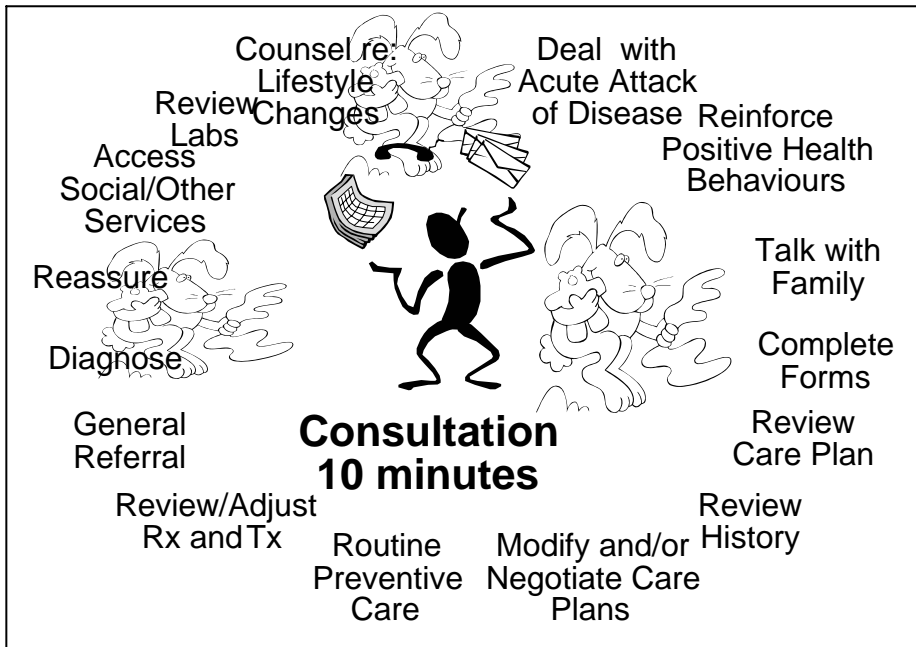 Counsel re:
Lifestyle
Changes
Deal with
Acute Attack
of Disease
Reinforce
Positive Health
Behaviours
Talk with
Family
Complete
Forms
Review
Care Plan
Review
History
Modify and/or
Negotiate Care
Plans
Routine
Preventive
Care
Review/Adjust
Rx and Tx
General
Referral
Diagnose
Reassure
Access
Social/Other
Services
Review
Labs
Consultation
10 minutes